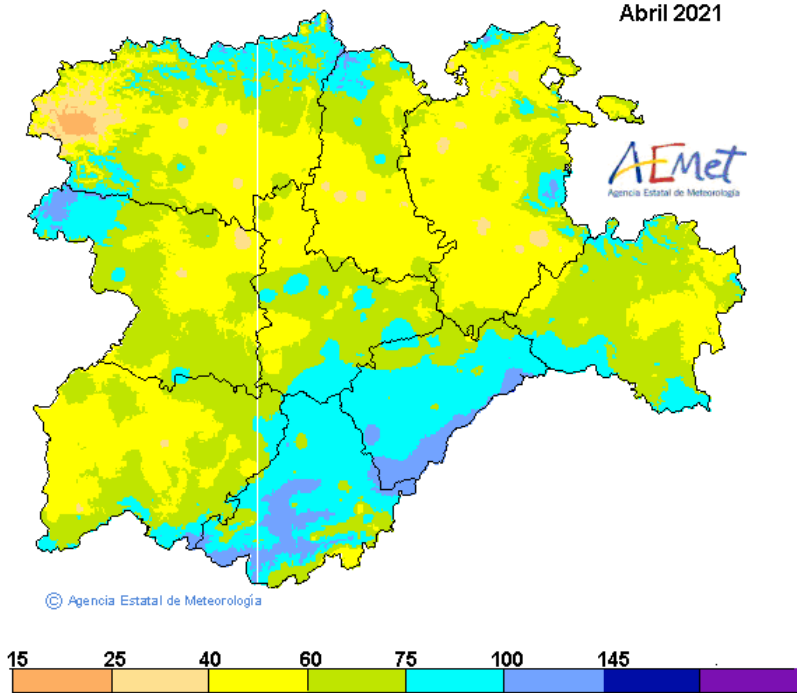 Abril 2021
AEMet
Agencia Estatal de Meteorología
© Agencia Estatal de Meteorología
15 25 40 60 75 100 145